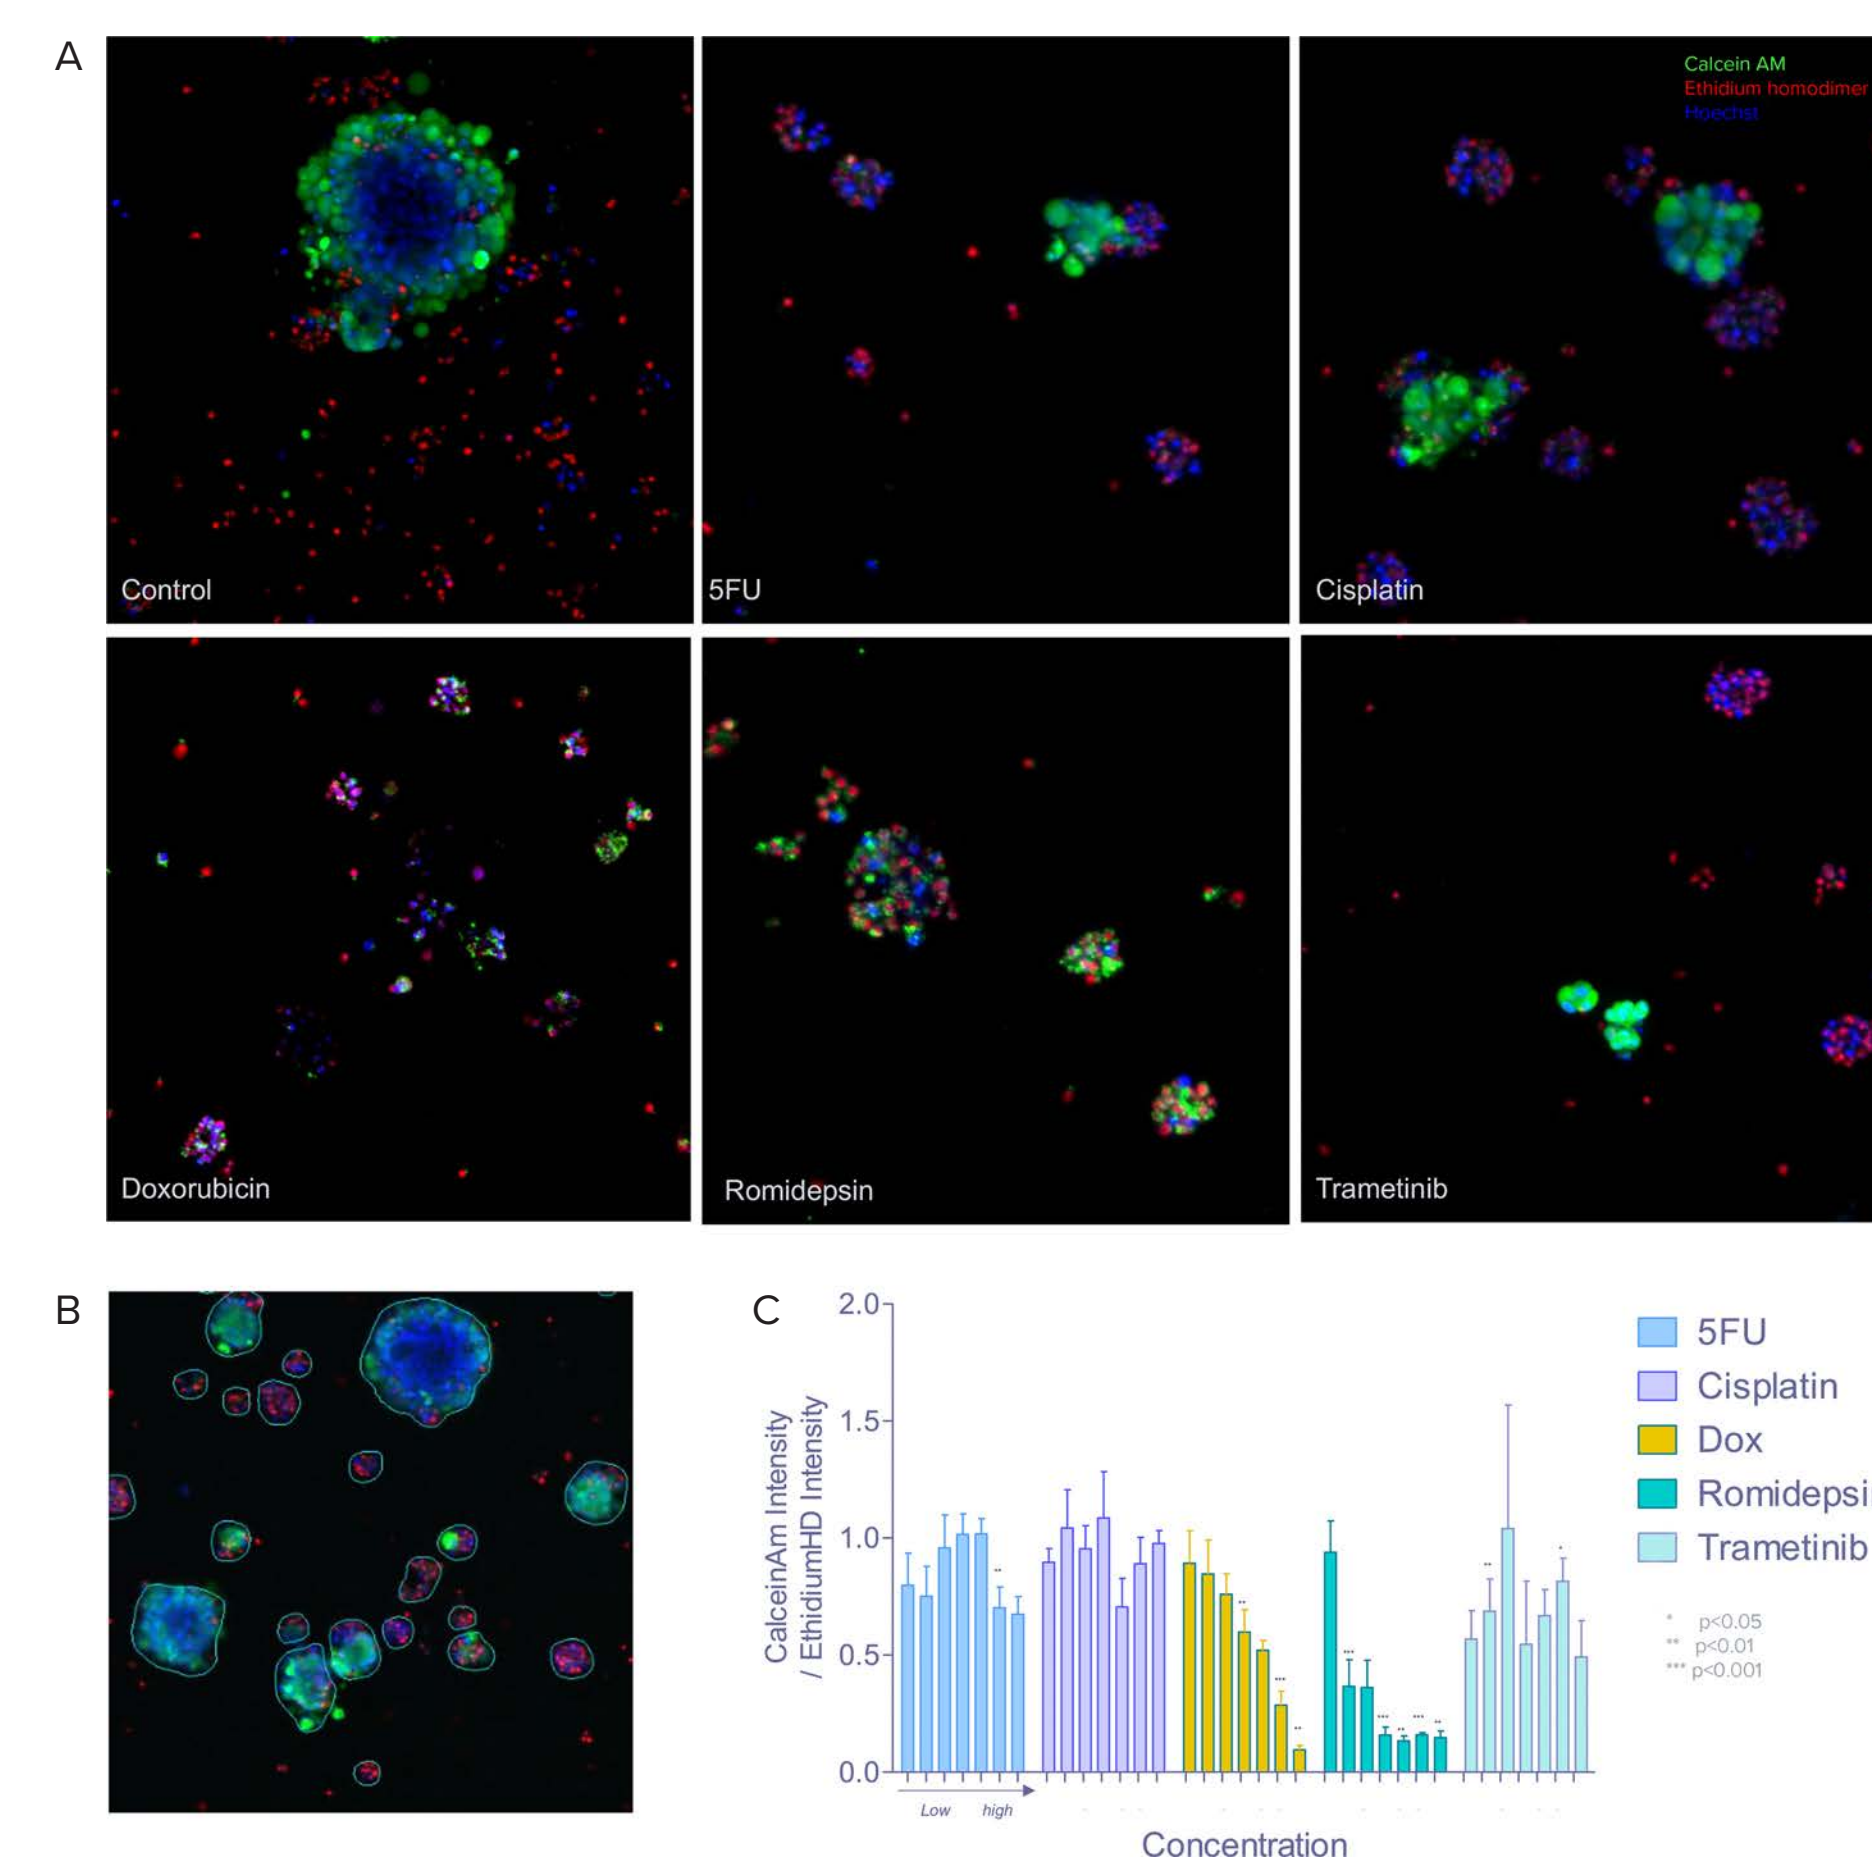 A
Calcein AM
Ethidium homodimer
Hoechst
Control
5FU
Cisplatin
Doxorubicin
Romidepsin
Trametinib
B
C
CalceinAm Intensity
/ EthidiumHD Intensity
2.0
1.5
1.0
0.5
0.0
**
**
***
**
***
***
**
***
**
**
*
Low high
Concentration
5FU
Cisplatin
Dox
Romidepsi
Trametinib
* p<0.05
** p<0.01
*** p<0.001